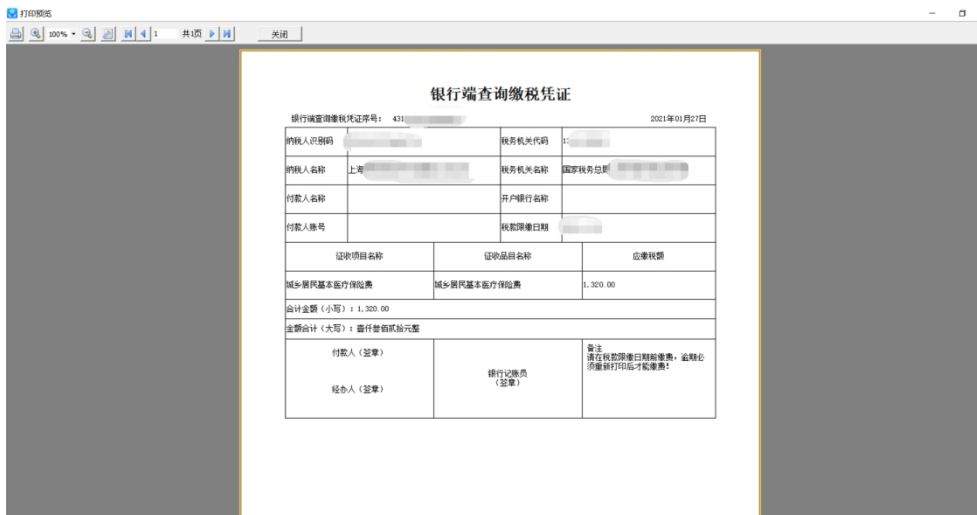 打印预览
100%
1
共1页
关闭
银行端查询缴税凭证
银行端查询缴税凭证序号: 431
2021年01月27日
纳税人识别码
税务机关代码
纳税人名称 上海
税务机关名称 国家税务总局
付款人名称
开户银行名称
付款人账号
税款限缴日期
征收项目名称 征收品目名称 应缴税额
城乡居民基本医疗保险费 城乡居民基本医疗保险费 1,320.00
合计金额(小写): 1,320.00
金额合计(大写): 壹仟叁佰贰拾元整
付款人(签章)
经办人(签章)
银行记账员
(签章)
备注
请在税款限缴日期前缴费,逾期必
须重新打印后才能缴费!